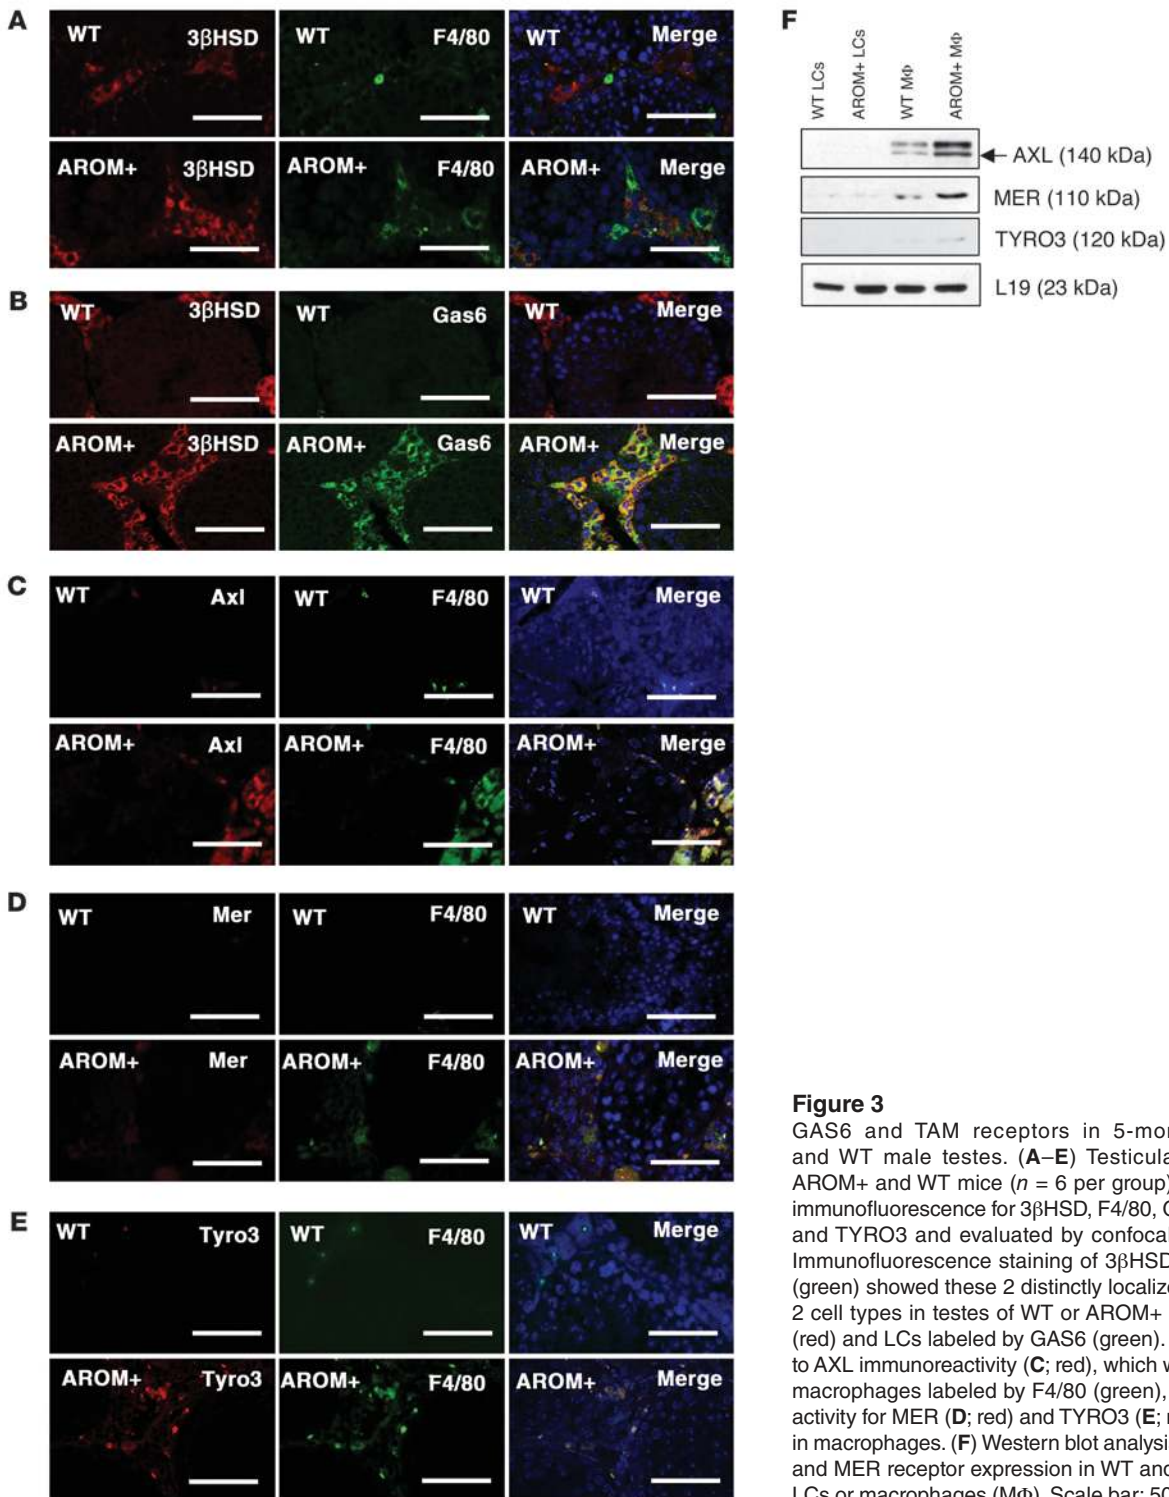 A
WT 3βHSD WT F4/80 WT Merge
AROM+ 3βHSD AROM+ F4/80 AROM+ Merge
B
WT 3βHSD WT Gas6 WT Merge
AROM+ 3βHSD AROM+ Gas6 AROM+ Merge
C
WT Axl WT F4/80 WT Merge
AROM+ Axl AROM+ F4/80 AROM+ Merge
D
WT Mer WT F4/80 WT Merge
AROM+ Mer AROM+ F4/80 AROM+ Merge
E
WT Tyro3 WT F4/80 WT Merge
AROM+ Tyro3 AROM+ F4/80 AROM+ Merge
F
WT LCs
AROM+ LCs
WT MΦ
AROM+ MΦ
AXL (140 kDa)
MER (110 kDa)
TYRO3 (120 kDa)
L19 (23 kDa)
Figure 3
GAS6 and TAM receptors in 5-mon
and WT male testes. (A–E) Testicula
AROM+ and WT mice (n = 6 per group)
immunofluorescence for 3βHSD, F4/80,
and TYRO3 and evaluated by confocal
Immunofluorescence staining of 3βHSD
(green) showed these 2 distinctly localize
2 cell types in testes of WT or AROM+
(red) and LCs labeled by GAS6 (green).
to AXL immunoreactivity (C; red), which w
macrophages labeled by F4/80 (green),
activity for MER (D; red) and TYRO3 (E;
in macrophages. (F) Western blot analysis
and MER receptor expression in WT and
LCs or macrophages (MΦ). Scale bar: 50